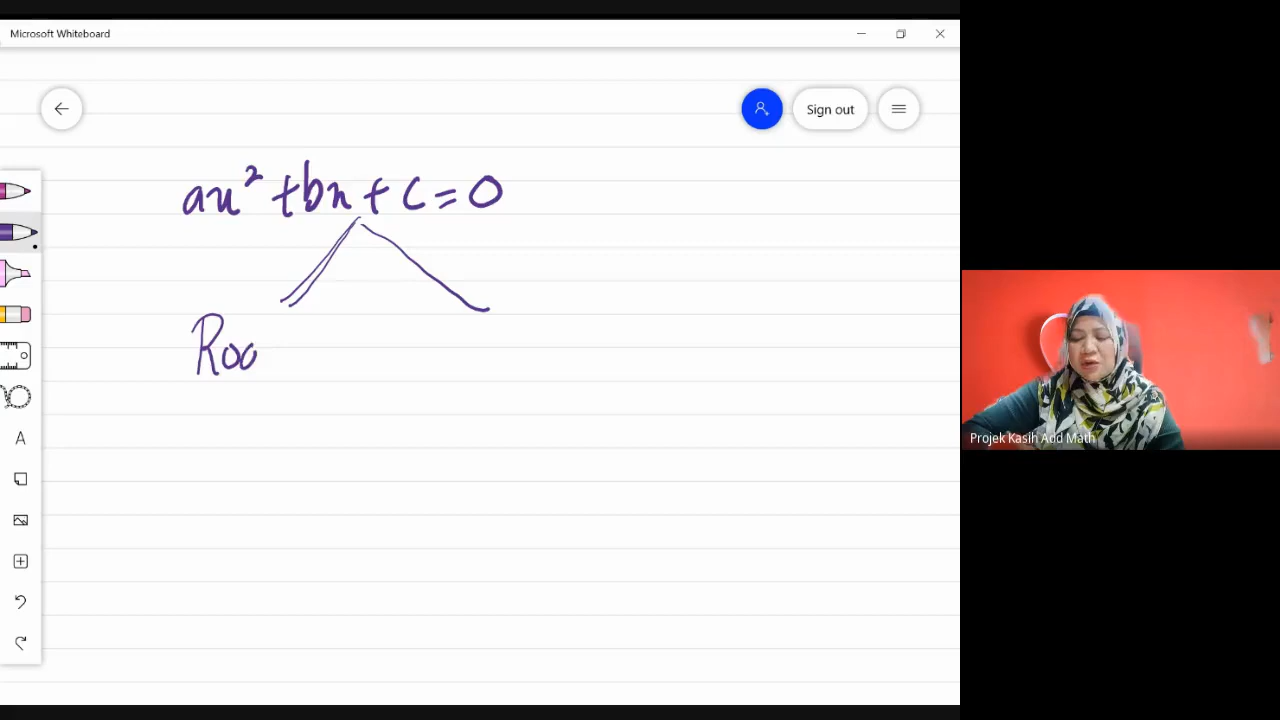 Microsoft Whiteboard
Sign out
ax² + bx + c = 0
Roo
A
Projek Kasih Add Math